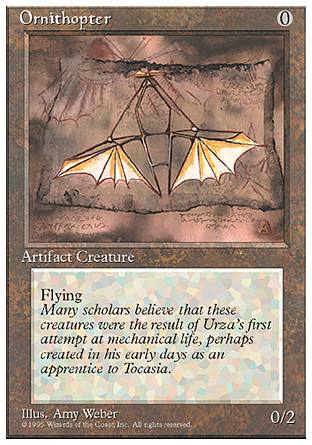 Ornithopter 0
Artifact Creature
Flying
Many scholars believe that these
creatures were the result of Urza's first
attempt at mechanical life, perhaps
created in his early days as an
apprentice to Tocasia.
Illus. Amy Weber
©1995 Wizards of the Coast, Inc. All rights reserved.
0/2